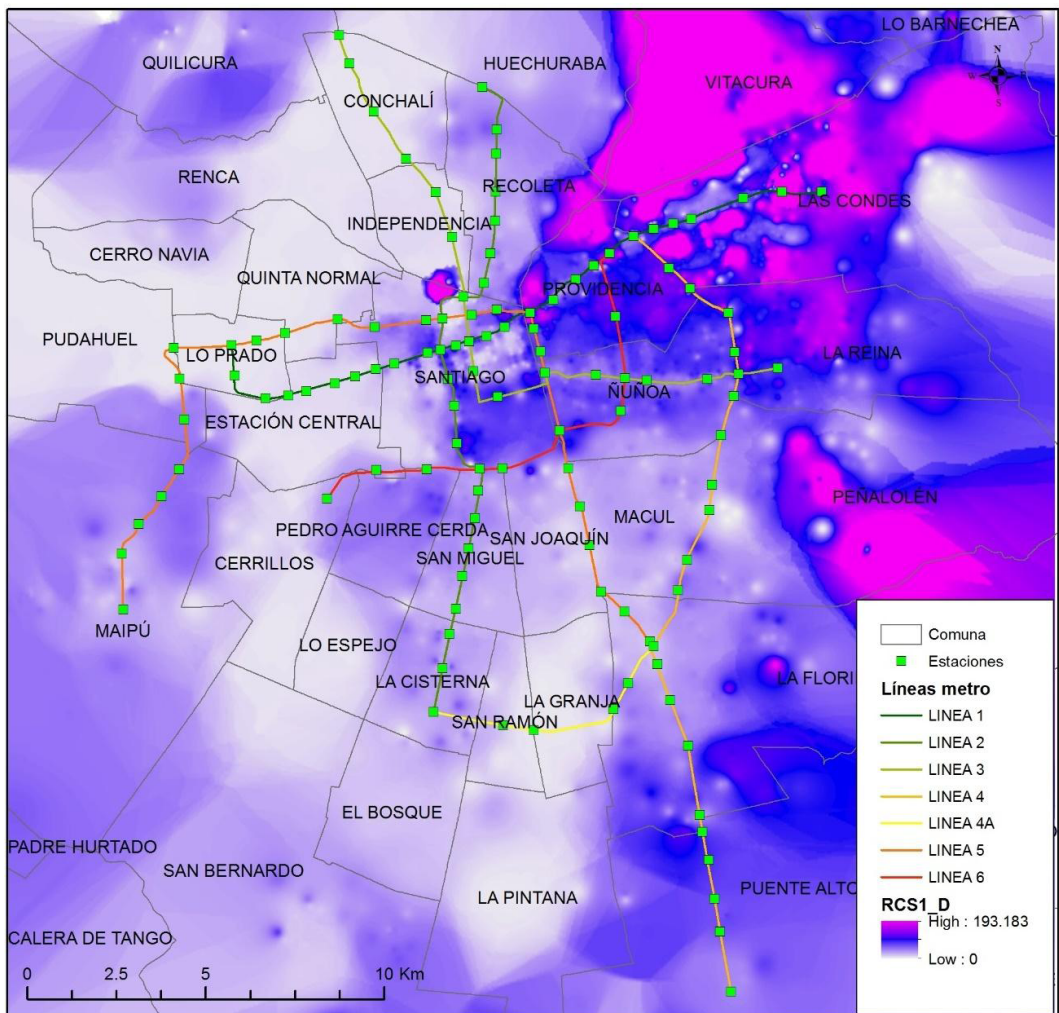 LO BARNECHEA
QUILICURA
HUECHURABA
VITACURA
N
W
E
S
CONCHALÍ
RENCA
RECOLETA
LAS CONDES
INDEPENDENCIA
CERRO NAVIA
QUINTA NORMAL
PROVIDENCIA
PUDAHUEL
LO PRADO
LA REINA
SANTIAGO
ÑUÑOA
ESTACIÓN CENTRAL
PEÑALOLÉN
MACUL
PEDRO AGUIRRE CERDA
SAN JOAQUÍN
SAN MIGUEL
CERRILLOS
MAIPÚ
LO ESPEJO
LA CISTERNA
LA FLORI
LA GRANJA
SAN RAMÓN
EL BOSQUE
PADRE HURTADO
SAN BERNARDO
LA PINTANA
PUENTE ALTO
CALERA DE TANGO
0 2.5 5 10 Km
Comuna
Estaciones
Líneas metro
LINEA 1
LINEA 2
LINEA 3
LINEA 4
LINEA 4A
LINEA 5
LINEA 6
RCS1_D
High : 193.183
Low : 0